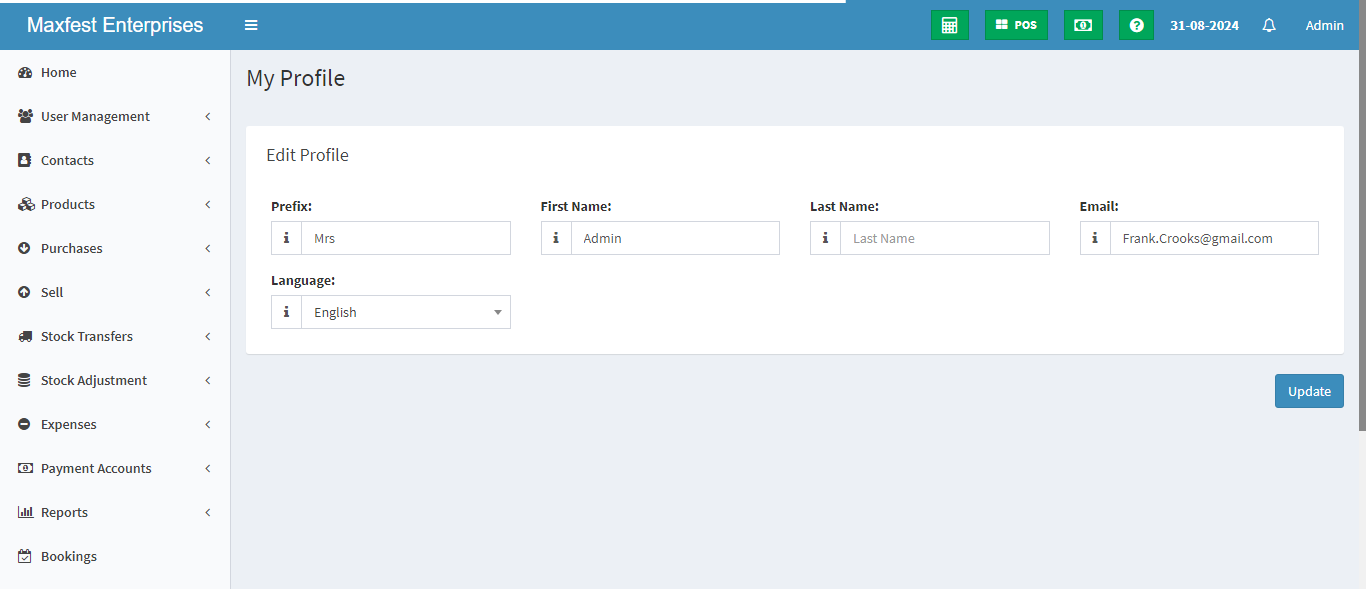 Maxfest Enterprises
POS
31-08-2024
Admin
Home
User Management
Contacts
Products
Purchases
Sell
Stock Transfers
Stock Adjustment
Expenses
Payment Accounts
Reports
Bookings
My Profile
Edit Profile
Prefix: First Name: Last Name: Email:
Mrs Admin Last Name Frank.Crooks@gmail.com
Language:
English
Update